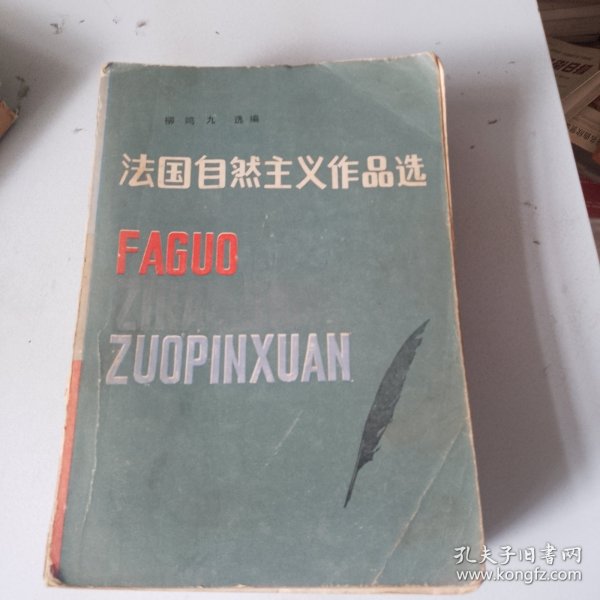 柳鸣九 选编
法国自然主义作品选
FAGUO
ZUOPINXUAN
孔夫子旧书网
www.kongfz.com